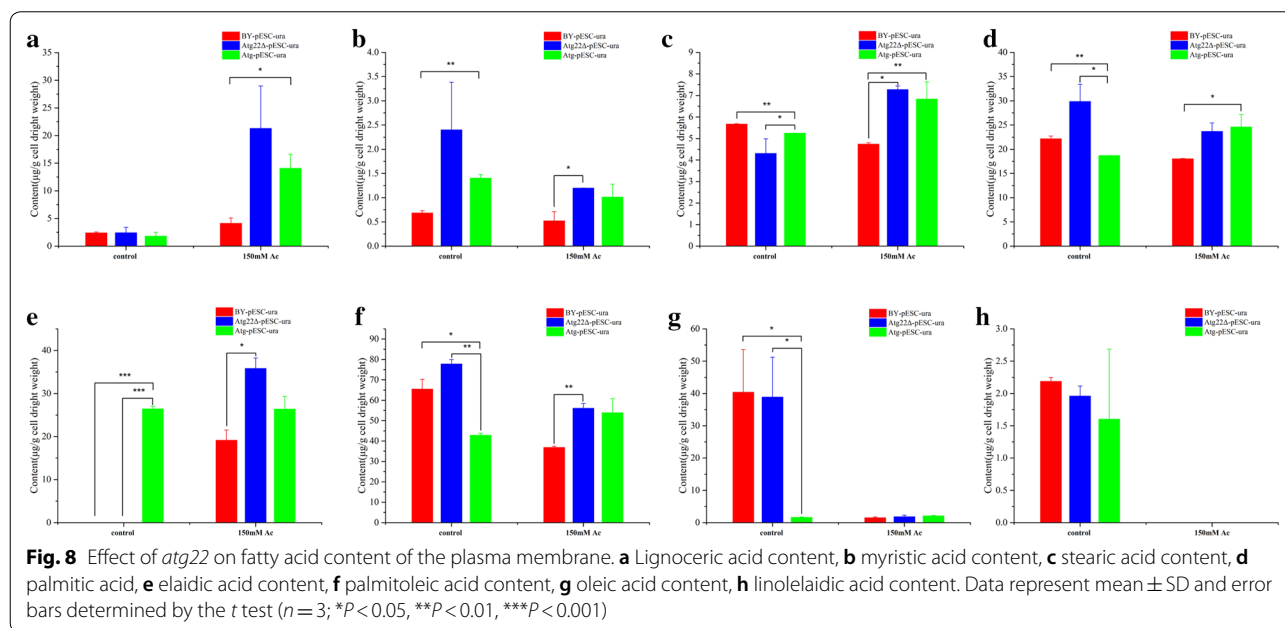 a
BY-pESC-ura
Atg22Δ-pESC-ura
Atg-pESC-ura
Content(μg/g cell dright weight)
35
30
25
20
15
10
5
0
*
control
150mM Ac
b
BY-pESC-ura
Atg22Δ-pESC-ura
Atg-pESC-ura
Content(μg/g cell dright weight)
4.0
3.5
3.0
2.5
2.0
1.5
1.0
0.5
0.0
**
*
control
150mM Ac
c
BY-pESC-ura
Atg22Δ-pESC-ura
Atg-pESC-ura
Content(μg/g cell dright weight)
9
8
7
6
5
4
3
2
1
0
**
*
**
*
control
150mM Ac
d
BY-pESC-ura
Atg22Δ-pESC-ura
Atg-pESC-ura
Content(μg/g cell dright weight)
40
35
30
25
20
15
10
5
0
**
*
*
control
150mM Ac
e
BY-pESC-ura
Atg22Δ-pESC-ura
Atg-pESC-ura
Content(μg/g cell dright weight)
40
30
20
10
0
***
***
*
control
150mM Ac
f
BY-pESC-ura
Atg22Δ-pESC-ura
Atg-pESC-ura
Content(μg/g cell dright weight)
100
90
80
70
60
50
40
30
20
10
0
*
**
**
control
150mM Ac
g
BY-pESC-ura
Atg22Δ-pESC-ura
Atg-pESC-ura
Content(μg/g cell dright weight)
60
50
40
30
20
10
0
*
*
control
150mM Ac
h
BY-pESC-ura
Atg22Δ-pESC-ura
Atg-pESC-ura
Content(μg/g cell dright weight)
3.0
2.5
2.0
1.5
1.0
0.5
0.0
control
150mM Ac
Fig. 8 Effect of atg22 on fatty acid content of the plasma membrane. a Lignoceric acid content, b myristic acid content, c stearic acid content, d
palmitic acid, e elaidic acid content, f palmitoleic acid content, g oleic acid content, h linolelaidic acid content. Data represent mean ± SD and error
bars determined by the t test (n = 3; *P < 0.05, **P < 0.01, ***P < 0.001)